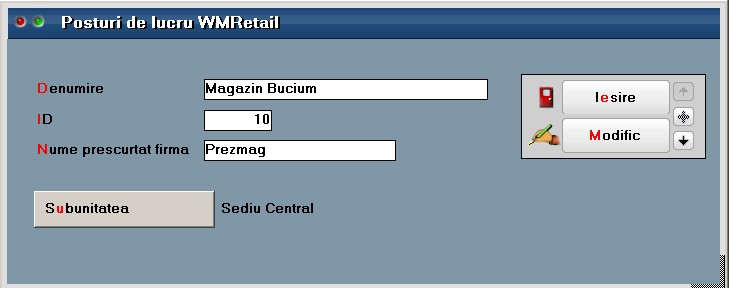 Posturi de lucru WMRetail
Denumire Magazin Bucium
ID 10
Nume prescurtat firma Prezmag
Iesire
Modific
Subunitatea Sediu Central